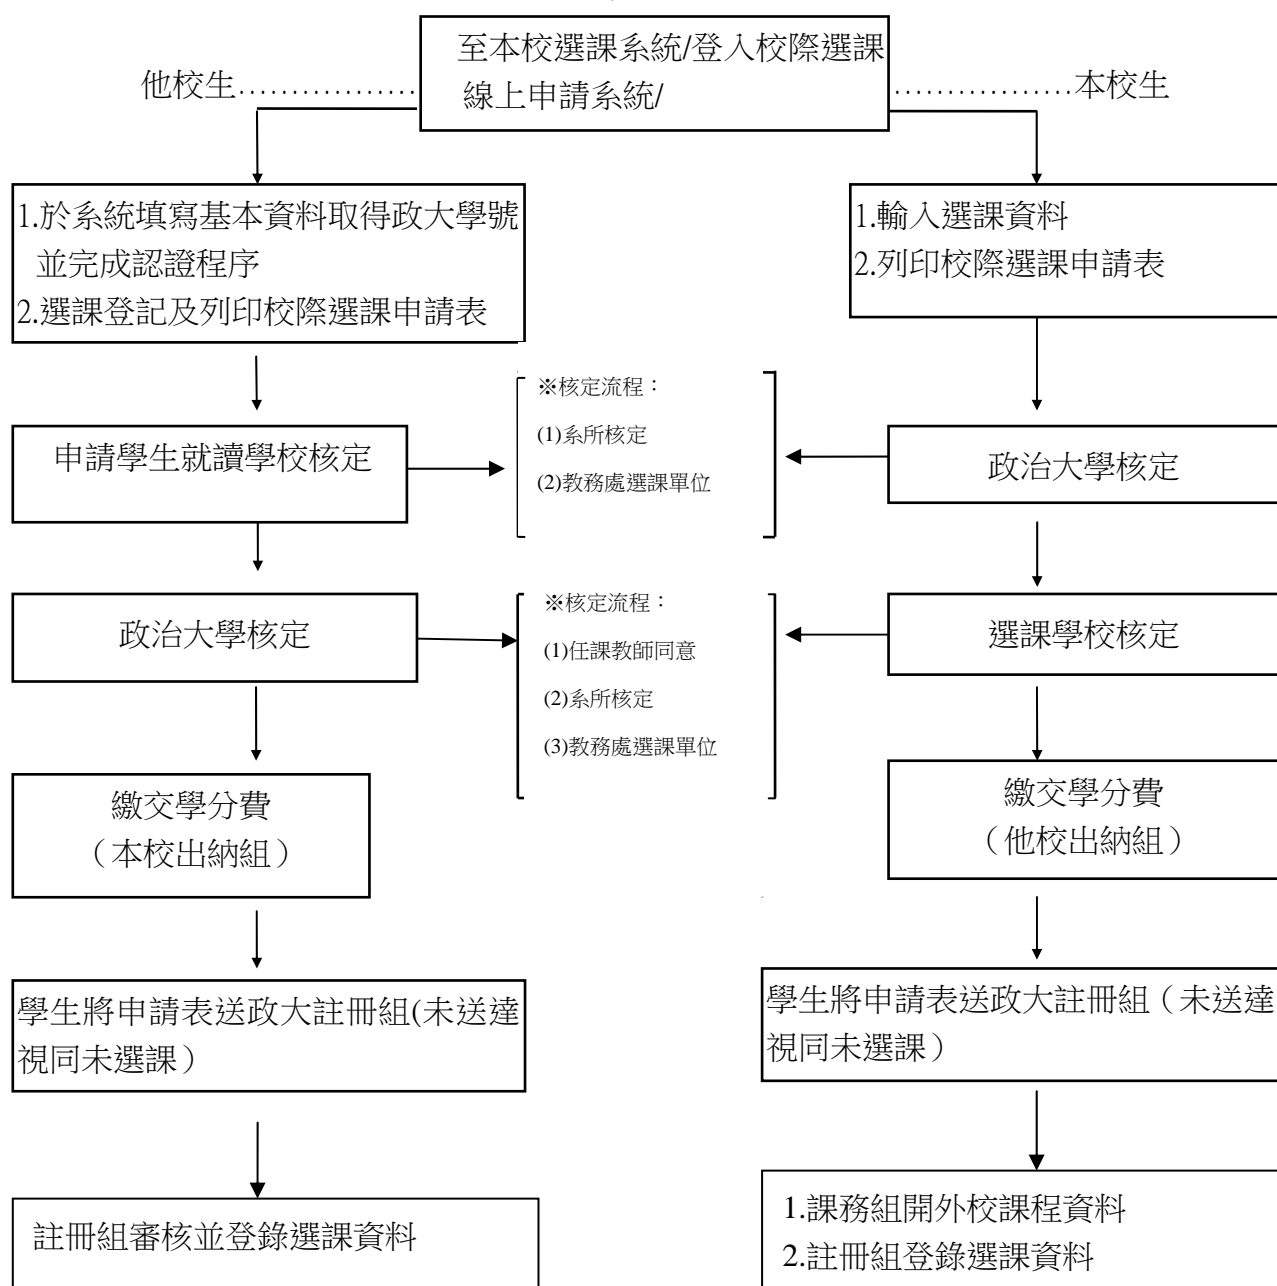 至本校選課系統/登入校際選課
線上申請系統/
他校生................
................本校生
1.於系統填寫基本資料取得政大學號
並完成認證程序
2.選課登記及列印校際選課申請表
1.輸入選課資料
2.列印校際選課申請表
申請學生就讀學校核定
※核定流程：
(1)系所核定
(2)教務處選課單位
政治大學核定
政治大學核定
※核定流程：
(1)任課教師同意
(2)系所核定
(3)教務處選課單位
選課學校核定
繳交學分費
（本校出納組）
繳交學分費
（他校出納組）
學生將申請表送政大註冊組(未送達
視同未選課）
學生將申請表送政大註冊組（未送達
視同未選課）
註冊組審核並登錄選課資料
1.課務組開外校課程資料
2.註冊組登錄選課資料